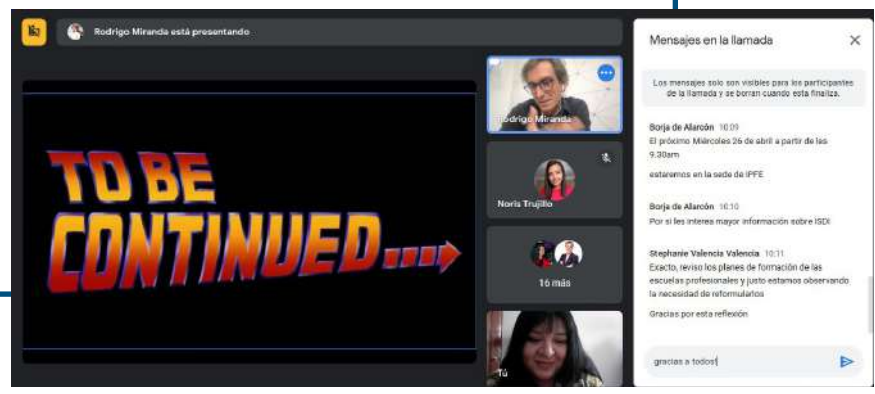 Rodrigo Miranda está presentando
TO BE
CONTINUED....
Rodrigo Miranda
Noris Trujillo
16 más
Tú
Mensajes en la llamada
Los mensajes solo son visibles para los participantes
de la llamada y se borran cuando esta finaliza.
Borja de Alarcón 10:09
El próximo Miércoles 26 de abril a partir de las
9.30am
estaremos en la sede de IPFE
Borja de Alarcón 10:10
Por si les interea mayor información sobre ISDI
Stephanie Valencia Valencia 10:11
Exacto, reviso los planes de formación de las
escuelas profesionales y justo estamos observando
la necesidad de reformularlos
Gracias por esta reflexión
gracias a todos!